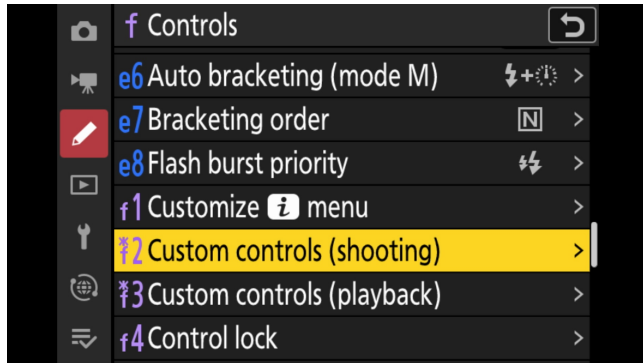 f Controls
e6 Auto bracketing (mode M)
e7 Bracketing order N
e8 Flash burst priority
f1 Customize i menu
*f2 Custom controls (shooting)
*f3 Custom controls (playback)
f4 Control lock